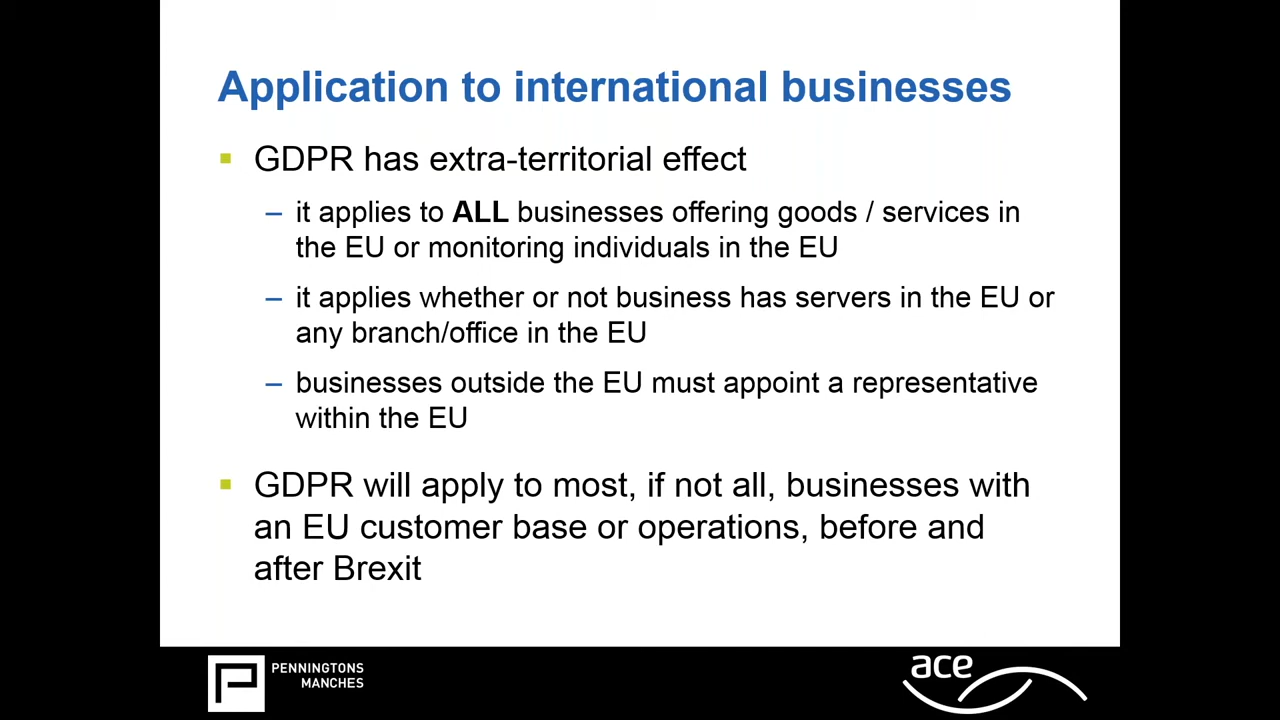 Application to international businesses
GDPR has extra-territorial effect
– it applies to ALL businesses offering goods / services in
the EU or monitoring individuals in the EU
– it applies whether or not business has servers in the EU or
any branch/office in the EU
– businesses outside the EU must appoint a representative
within the EU
GDPR will apply to most, if not all, businesses with
an EU customer base or operations, before and
after Brexit
PENNINGTONS
MANCHES
ace